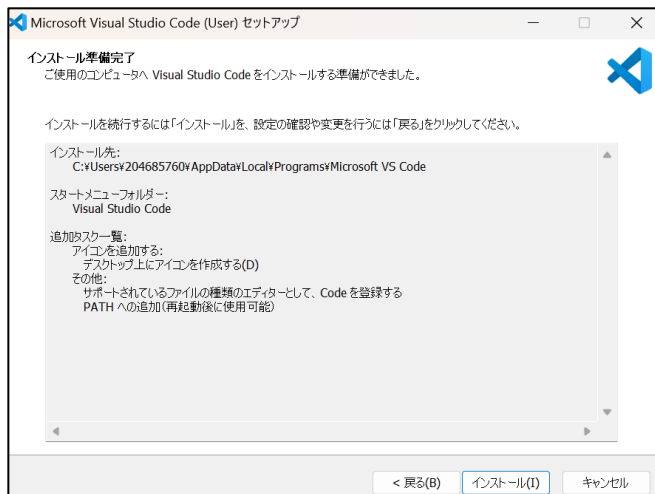 Microsoft Visual Studio Code (User) セットアップ
インストール準備完了
ご使用のコンピュータへ Visual Studio Code をインストールする準備ができました。
インストールを続行するには「インストール」を、設定の確認や変更を行うには「戻る」をクリックしてください。
インストール先:
C:¥Users¥204685760¥AppData¥Local¥Programs¥Microsoft VS Code
スタートメニューフォルダー:
Visual Studio Code
追加タスク一覧:
アイコンを追加する:
デスクトップ上にアイコンを作成する(D)
その他:
サポートされているファイルの種類のエディターとして、Code を登録する
PATH への追加(再起動後に使用可能)
< 戻る(B)
インストール(I)
キャンセル